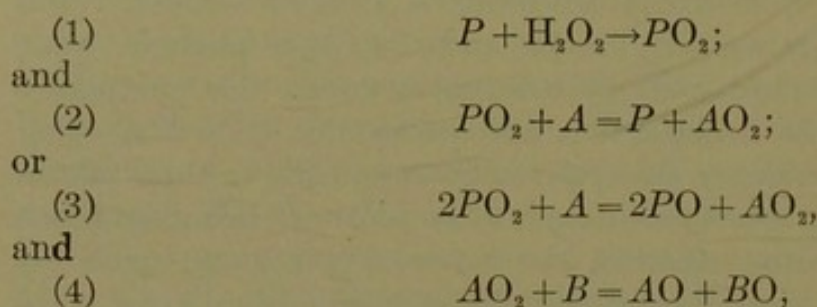 (1) P+H₂O₂→PO₂;
and
(2) PO₂+A=P+AO₂;
or
(3) 2PO₂+A=2PO+AO₂,
and
(4) AO₂+B=AO+BO,